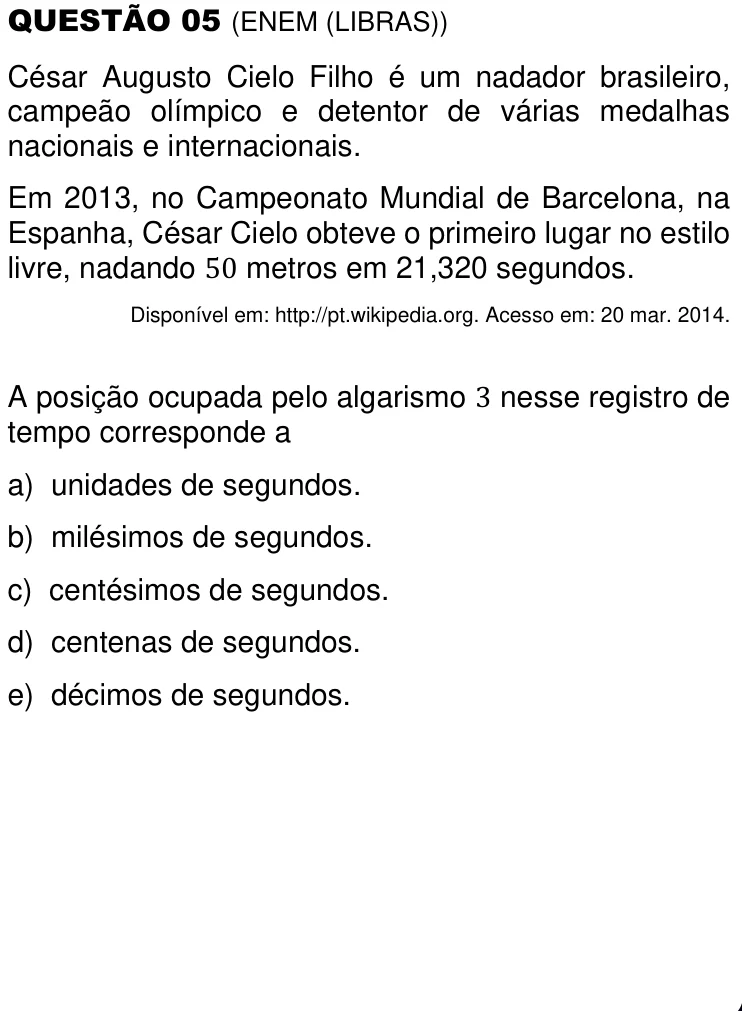 QUESTÃO 05 (ENEM (LIBRAS))
César Augusto Cielo Filho é um nadador brasileiro,
campeão olímpico e detentor de várias medalhas
nacionais e internacionais.
Em 2013, no Campeonato Mundial de Barcelona, na
Espanha, César Cielo obteve o primeiro lugar no estilo
livre, nadando 50 metros em 21,320 segundos.
Disponível em: http://pt.wikipedia.org. Acesso em: 20 mar. 2014.
A posição ocupada pelo algarismo 3 nesse registro de
tempo corresponde a
a) unidades de segundos.
b) milésimos de segundos.
c) centésimos de segundos.
d) centenas de segundos.
e) décimos de segundos.